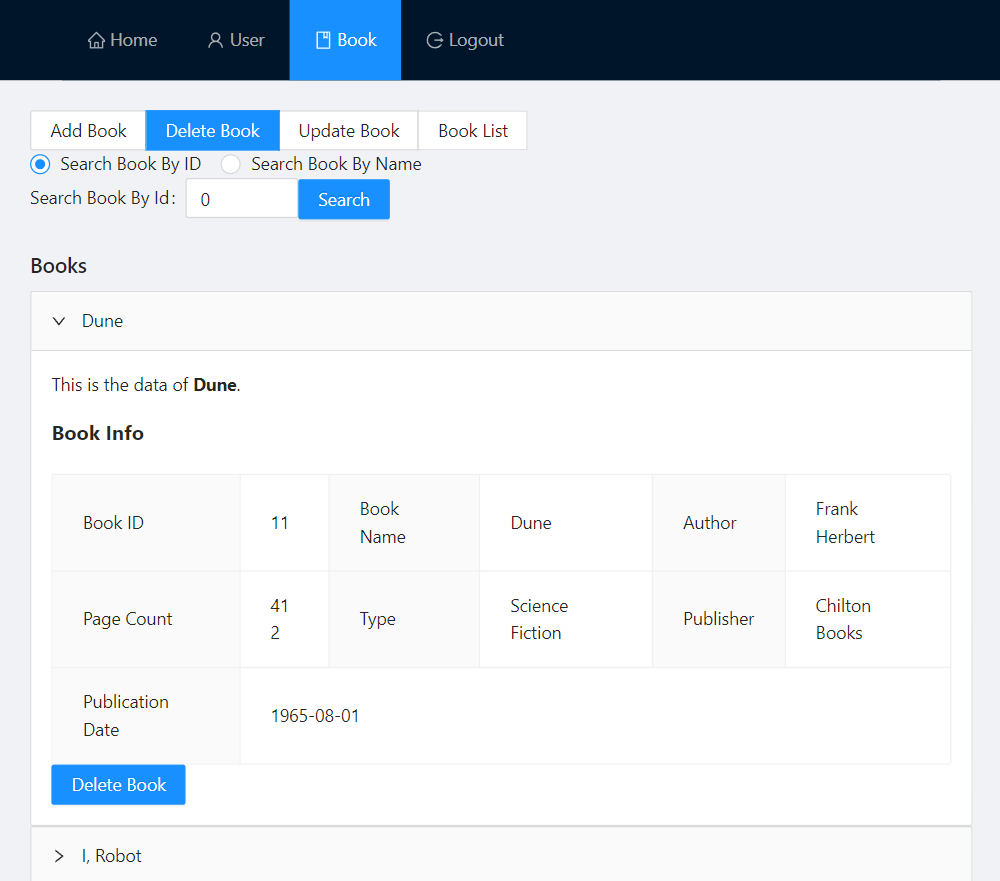 Home User Book Logout
Add Book Delete Book Update Book Book List
Search Book By ID Search Book By Name
Search Book By Id: 0 Search
Books
Dune
This is the data of Dune.
Book Info
Book ID 11 Book Name Dune Author Frank Herbert
Page Count 412 Type Science Fiction Publisher Chilton Books
Publication Date 1965-08-01
Delete Book
I, Robot